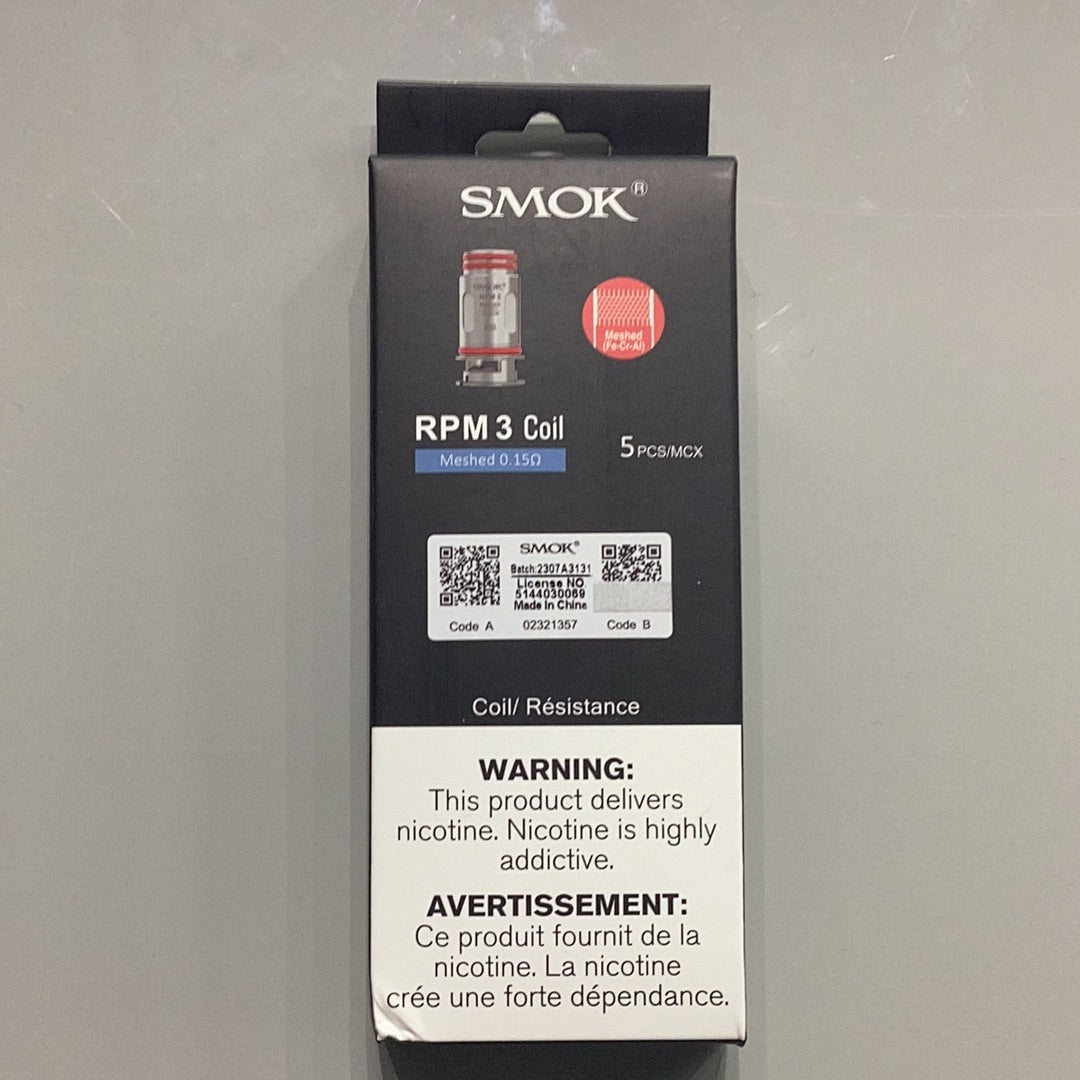 SMOK®
Meshed
(Fe-Cr-Al)
RPM 3 Coil
Meshed 0.15Ω
5 PCS/MCX
SMOK®
Batch:2307A3131
License NO.
5144030069
Made In China
Code A
02321357
Code B
Coil/ Résistance
WARNING:
This product delivers
nicotine. Nicotine is highly
addictive.
AVERTISSEMENT:
Ce produit fournit de la
nicotine. La nicotine
crée une forte dépendance.